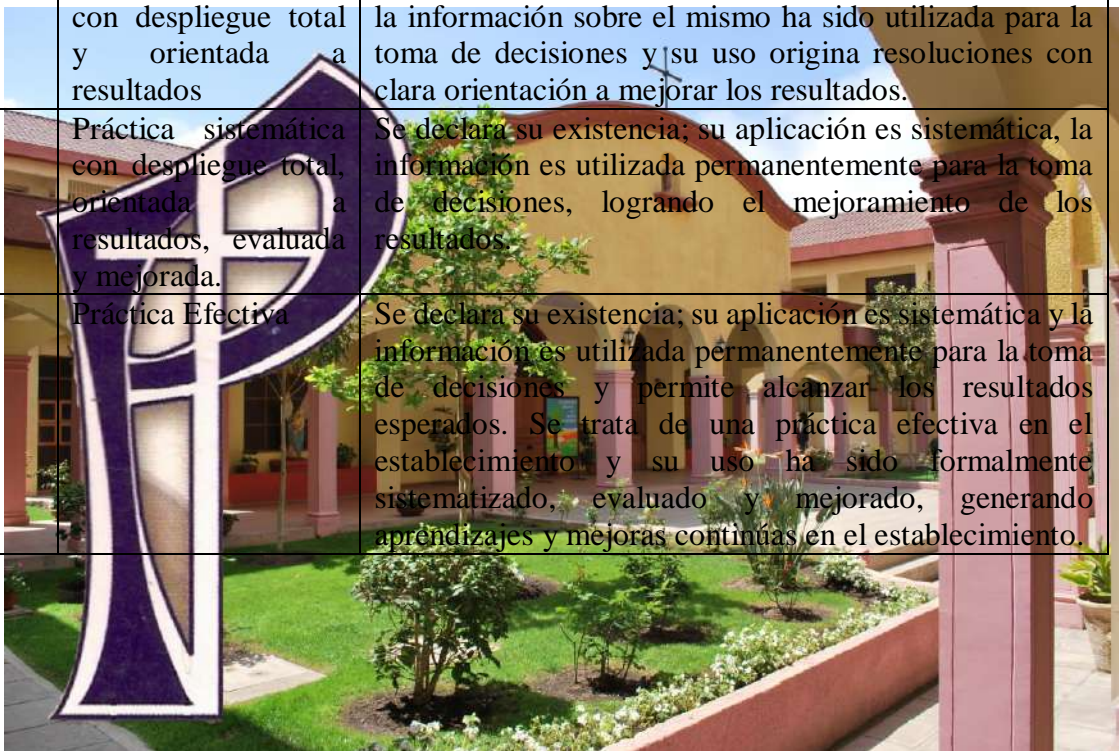 con despliegue total
y orientada a
resultados
la información sobre el mismo ha sido utilizada para la
toma de decisiones y su uso origina resoluciones con
clara orientación a mejorar los resultados.
Práctica sistemática
con despliegue total,
orientada a
resultados, evaluada
y mejorada.
Se declara su existencia; su aplicación es sistemática, la
información es utilizada permanentemente para la toma
de decisiones, logrando el mejoramiento de los
resultados.
Práctica Efectiva
Se declara su existencia; su aplicación es sistemática y la
información es utilizada permanentemente para la toma
de decisiones y permite alcanzar los resultados
esperados. Se trata de una práctica efectiva en el
establecimiento y su uso ha sido formalmente
sistematizado, evaluado y mejorado, generando
aprendizajes y mejoras continúas en el establecimiento.